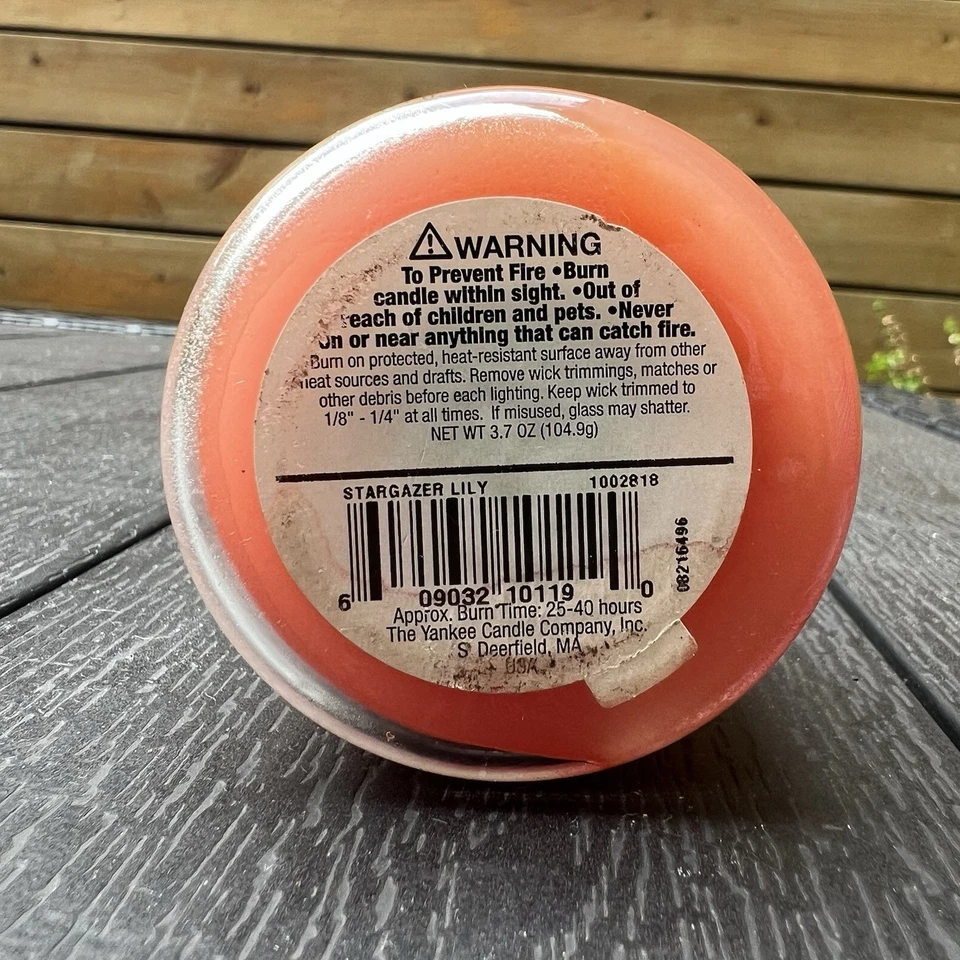 WARNING
To Prevent Fire •Burn
candle within sight. •Out of
each of children and pets. •Never
on or near anything that can catch fire.
Burn on protected, heat-resistant surface away from other
heat sources and drafts. Remove wick trimmings, matches or
other debris before each lighting. Keep wick trimmed to
1/8" - 1/4" at all times. If misused, glass may shatter.
NET WT 3.7 OZ (104.9g)
STARGAZER LILY 1002818
6 09032 10119 0
08216496
Approx. Burn Time: 25-40 hours
The Yankee Candle Company, Inc.
S Deerfield, MA
USA